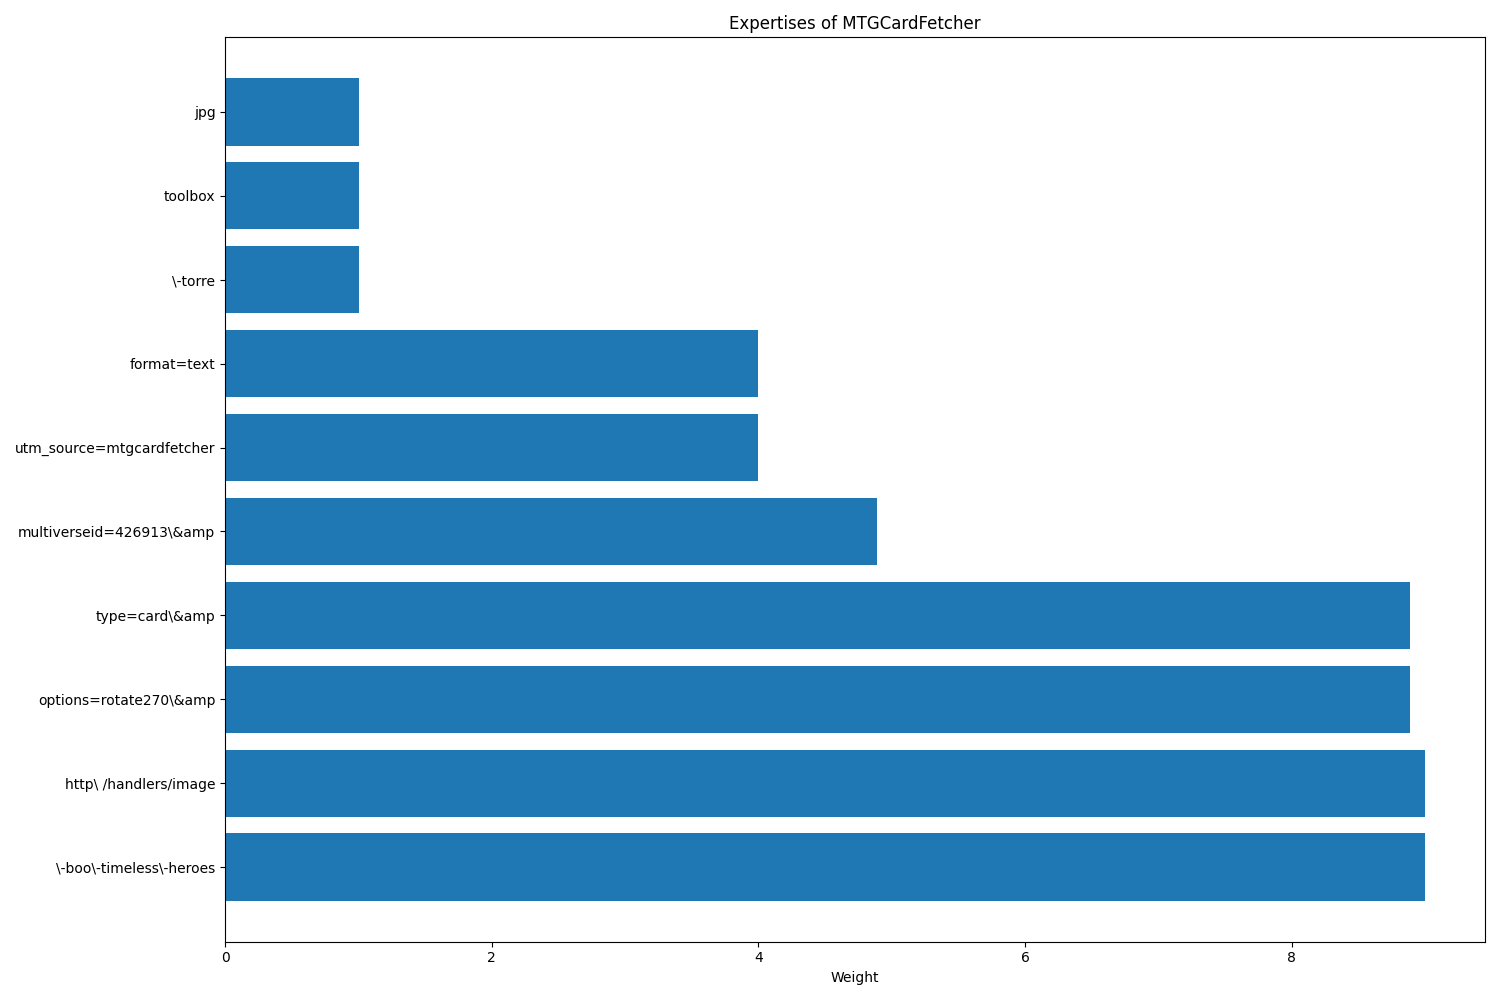 Expertises of MTGCardFetcher
jpg
toolbox
\-torre
format=text
utm_source=mtgcardfetcher
multiverseid=426913\&amp
type=card\&amp
options=rotate270\&amp
http\ /handlers/image
\-boo\-timeless\-heroes
0 2 4 6 8
Weight